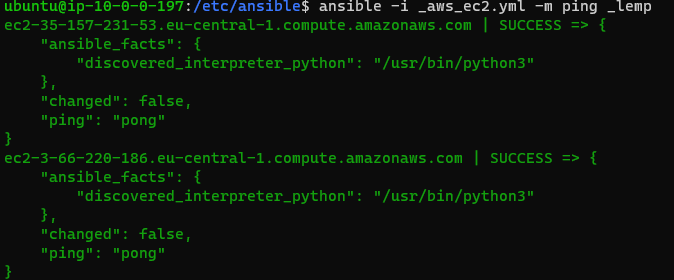 ubuntu@ip-10-0-0-197:/etc/ansible$ ansible -i _aws_ec2.yml -m ping _lemp
ec2-35-157-231-53.eu-central-1.compute.amazonaws.com | SUCCESS => {
    "ansible_facts": {
        "discovered_interpreter_python": "/usr/bin/python3"
    },
    "changed": false,
    "ping": "pong"
}
ec2-3-66-220-186.eu-central-1.compute.amazonaws.com | SUCCESS => {
    "ansible_facts": {
        "discovered_interpreter_python": "/usr/bin/python3"
    },
    "changed": false,
    "ping": "pong"
}